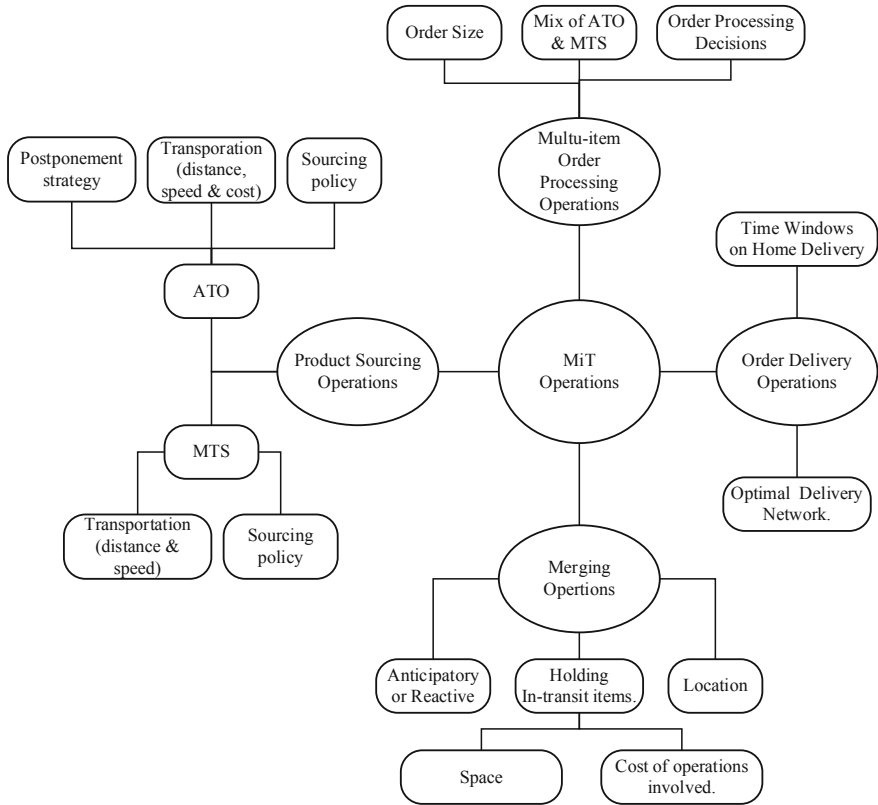 Order Size
Mix of ATO
& MTS
Order Processing
Decisions
Multu-item
Order
Processing
Operations
Postponement
strategy
Transporation
(distance,
speed & cost)
Sourcing
policy
ATO
Time Windows
on Home Delivery
Product Sourcing
Operations
MiT
Operations
Order Delivery
Operations
MTS
Transportation
(distance &
speed)
Sourcing
policy
Optimal Delivery
Network.
Merging
Opertions
Anticipatory
or Reactive
Holding
In-transit items.
Location
Space
Cost of operations
involved.